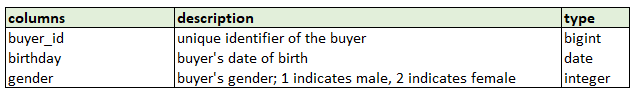 columns description type
buyer_id unique identifier of the buyer bigint
birthday buyer's date of birth date
gender buyer's gender; 1 indicates male, 2 indicates female integer